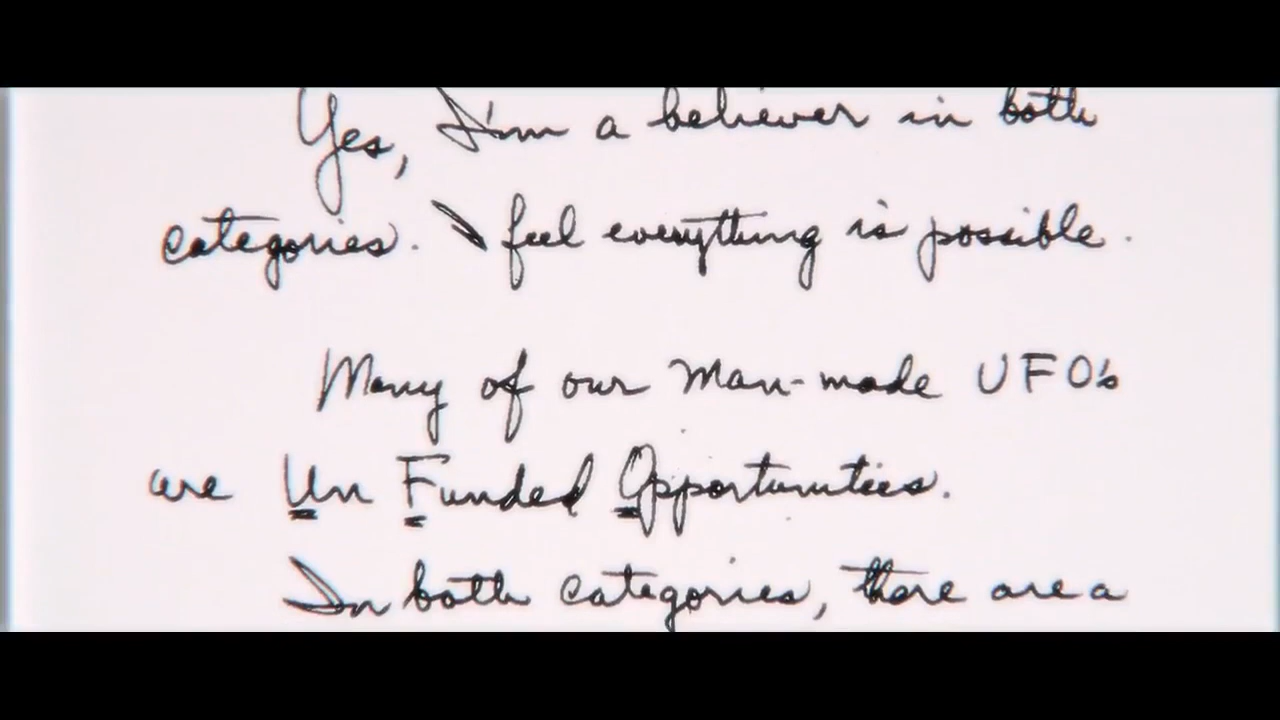 Yes, I'm a believer in both
categories. I feel everything is possible.
Many of our man-made UFO's
are Un Funded Opportunities.
In both categories, there are a